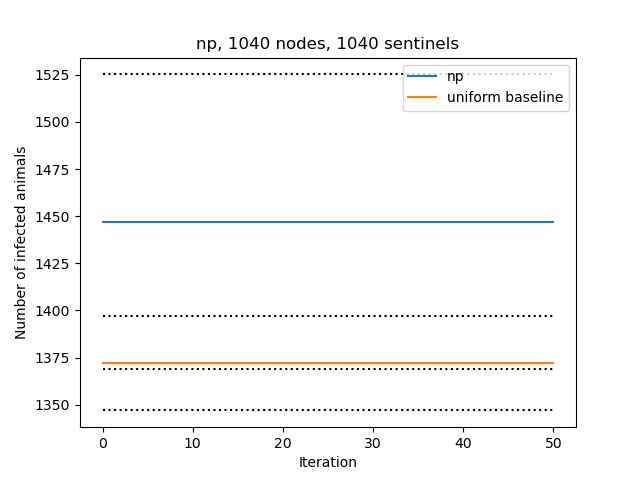 np, 1040 nodes, 1040 sentinels
1525
1500
1475
1450
1425
1400
1375
1350
Number of infected animals
np
uniform baseline
0 10 20 30 40 50
Iteration